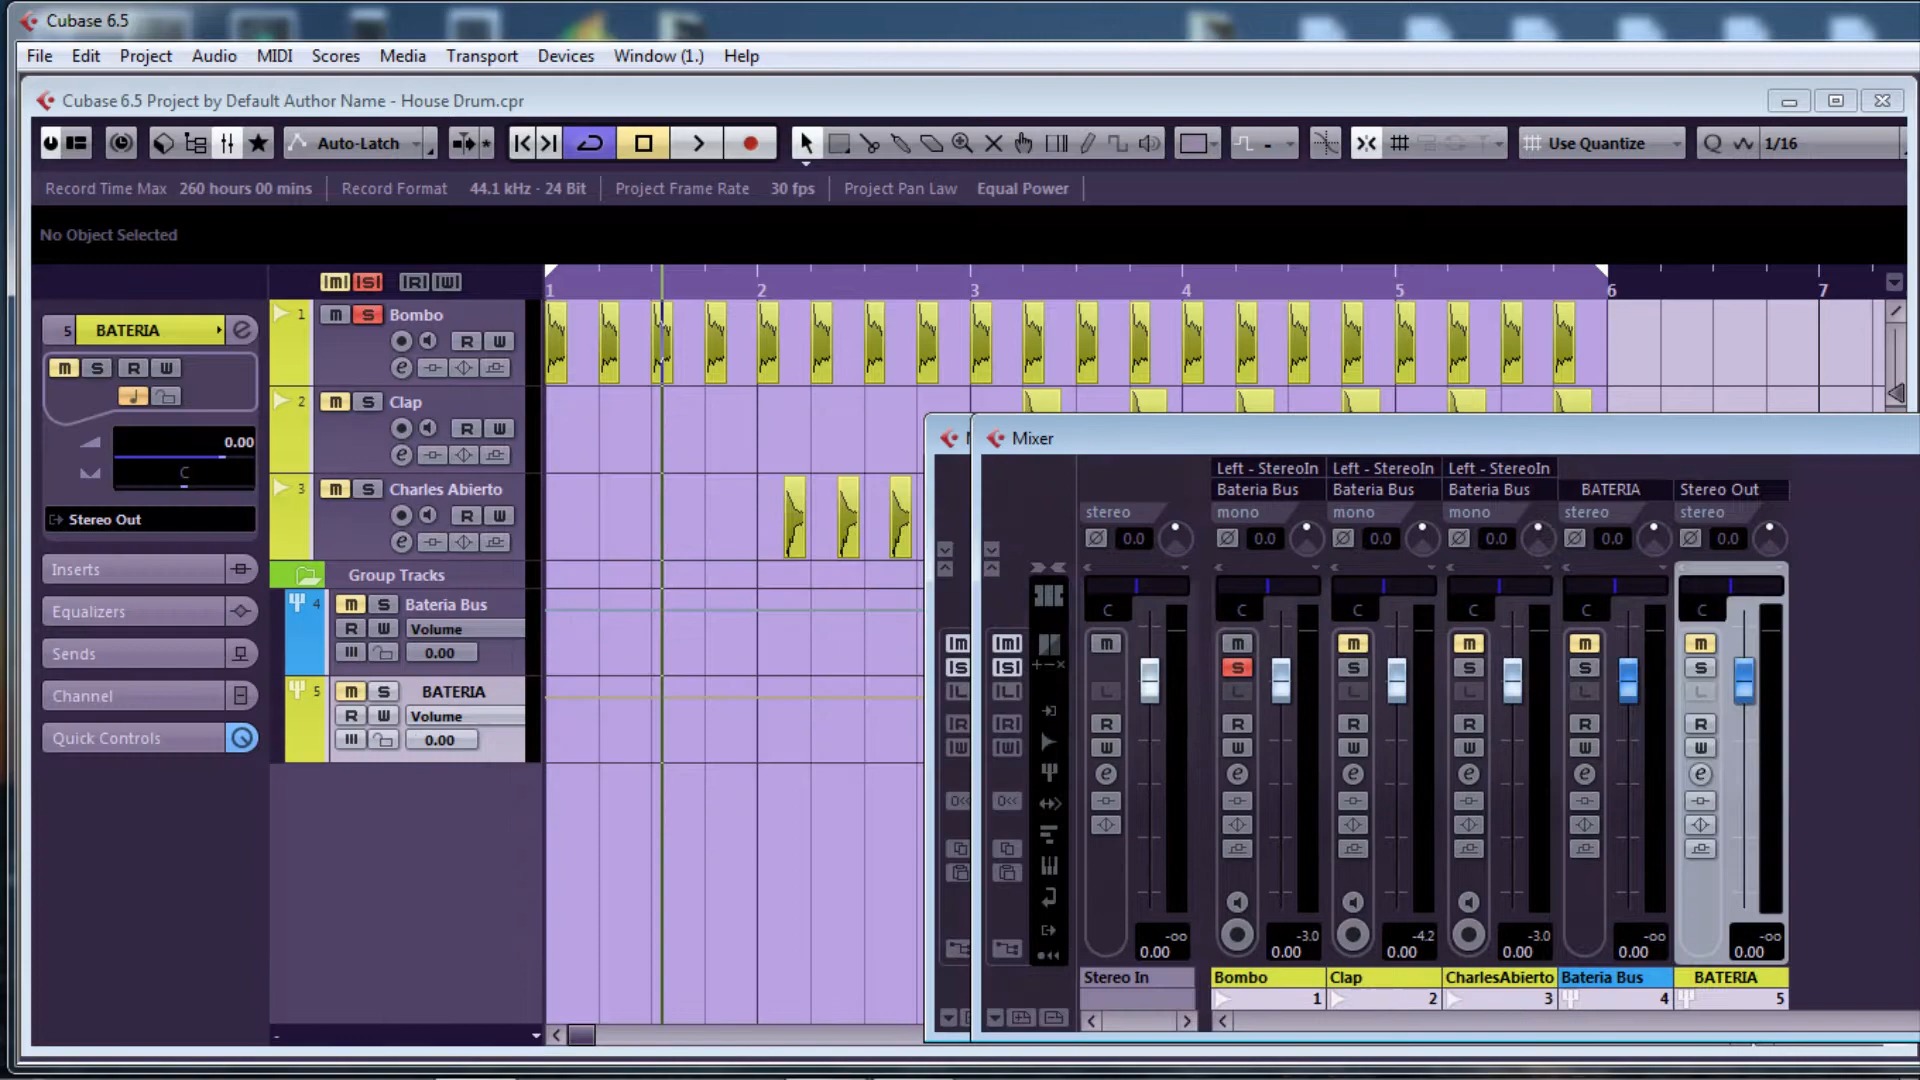 Cubase 6.5
File Edit Project Audio MIDI Scores Media Transport Devices Window (1.) Help
Cubase 6.5 Project by Default Author Name - House Drum.cpr
Auto-Latch Use Quantize Q 1/16
Record Time Max 260 hours 00 mins Record Format 44.1 kHz - 24 Bit Project Frame Rate 30 fps Project Pan Law Equal Power
No Object Selected
m S R W
1 2 3 4 5 6 7
5 BATERIA e
m S R W
0.00
C
Stereo Out
Inserts
Equalizers
Sends
Channel
Quick Controls
1 m S Bombo
R W
e
2 m S Clap
R W
e
3 m S Charles Abierto
R W
e
Group Tracks
4 m S Bateria Bus
R W Volume
0.00
5 m S BATERIA
R W Volume
0.00
Mixer
Left - StereoIn Left - StereoIn Left - StereoIn
Bateria Bus Bateria Bus Bateria Bus BATERIA Stereo Out
stereo mono mono mono stereo stereo
0.0 0.0 0.0 0.0 0.0 0.0
C C C C C C
m m m m m m m
S S S S S S
L L L L L L L
R R R R R R
W W W W W W
e e e e e
-oo -3.0 -4.2 -3.0 -oo -oo
0.00 0.00 0.00 0.00 0.00 0.00
Stereo In Bombo Clap CharlesAbierto Bateria Bus BATERIA
1 2 3 4 5